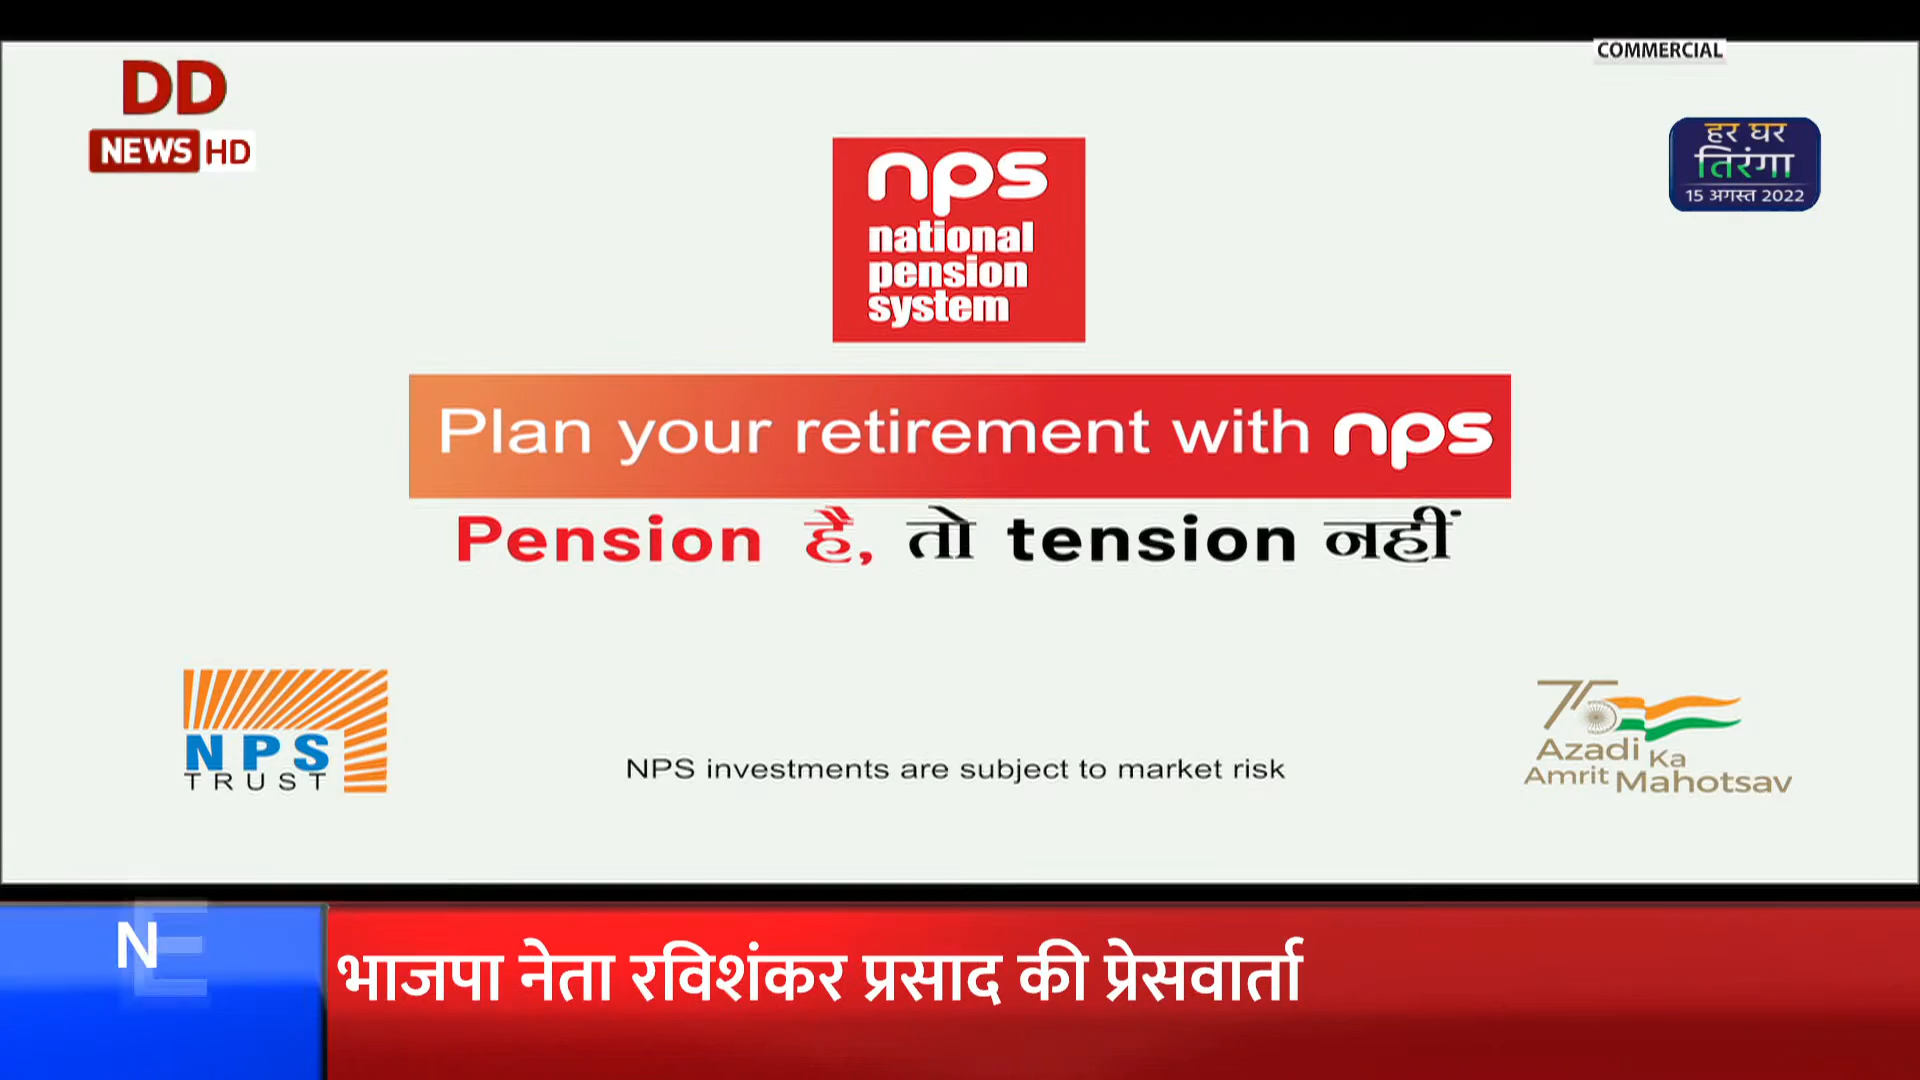 COMMERCIAL
DD
NEWS HD
हर घर
तिरंगा
15 अगस्त 2022
nps
national
pension
system
Plan your retirement with nps
Pension है, तो tension नहीं
NPS
TRUST
NPS investments are subject to market risk
75
Azadi Ka
Amrit Mahotsav
N E
भाजपा नेता रविशंकर प्रसाद की प्रेसवार्ता